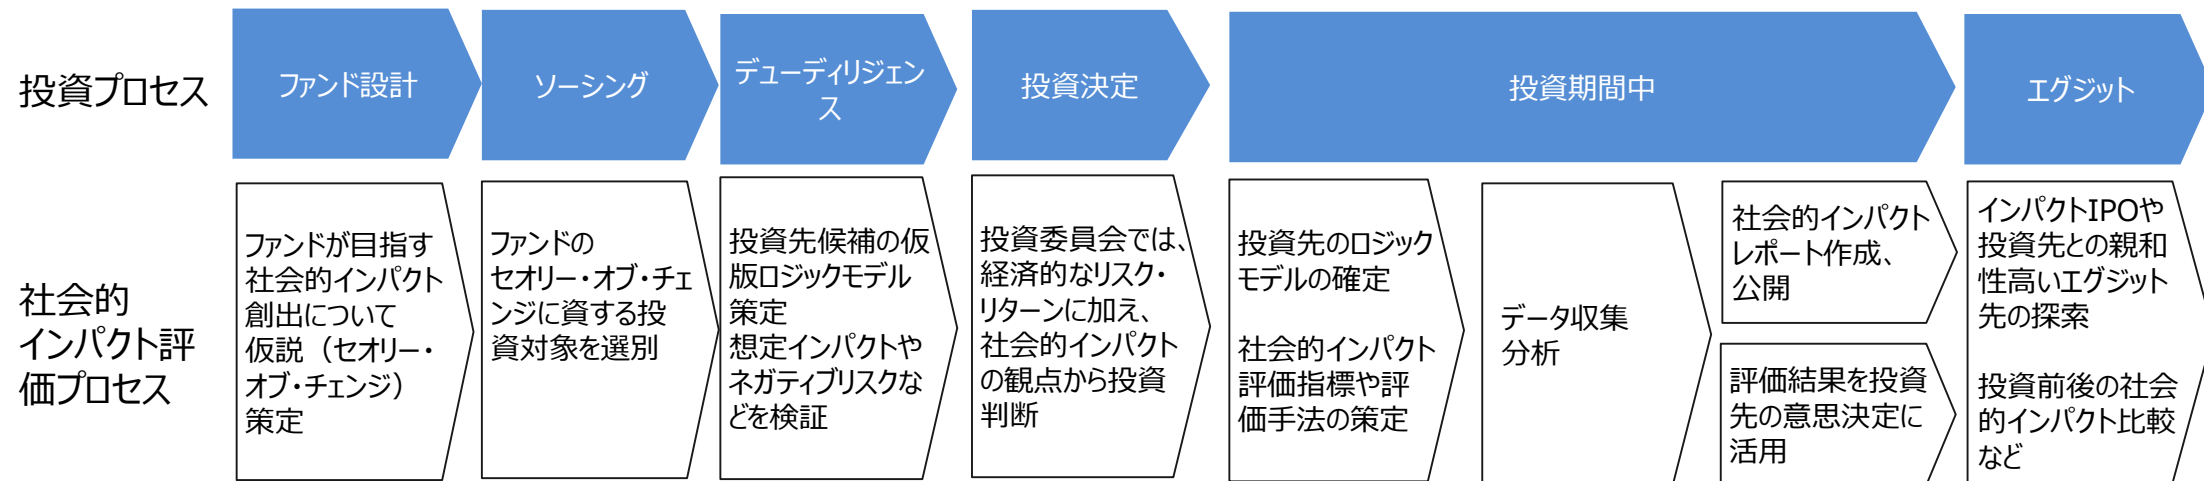 投資プロセス
ファンド設計
ソーシング
デューディリジェン
ス
投資決定
投資期間中
エグジット
社会的
インパクト評
価プロセス
ファンドが目指す
社会的インパクト
創出について
仮説（セオリー・
オブ・チェンジ）
策定
ファンドの
セオリー・オブ・チェ
ンジに資する投
資対象を選別
投資先候補の仮
版ロジックモデル
策定
想定インパクトや
ネガティブリスクな
どを検証
投資委員会では、
経済的なリスク・
リターンに加え、
社会的インパクト
の観点から投資
判断
投資先のロジック
モデルの確定
社会的インパクト
評価指標や評
価手法の策定
データ収集
分析
社会的インパクト
レポート作成、
公開
評価結果を投資
先の意思決定に
活用
インパクトIPOや
投資先との親和
性高いエグジット
先の探索
投資前後の社会
的インパクト比較
など